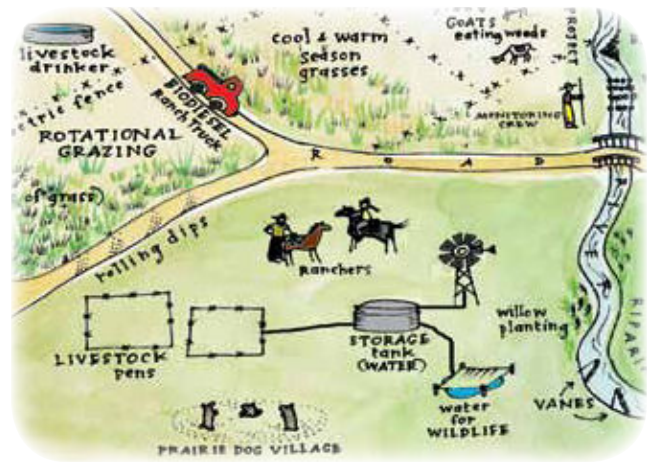 livestock
drinker
ctric fence
ROTATIONAL
GRAZING
of grass)
BIODIESEL
Ranch Truck
cool & warm
season
grasses
GOATS
eating weeds
PROJECT
MONITORING
CREW
ROAD
RIVER
rolling dips
Ranchers
willow
planting
RIPARI
LIVESTOCK
pens
STORAGE
tank
(WATER)
water
for
WILDLIFE
VANES
PRAIRIE DOG VILLAGE